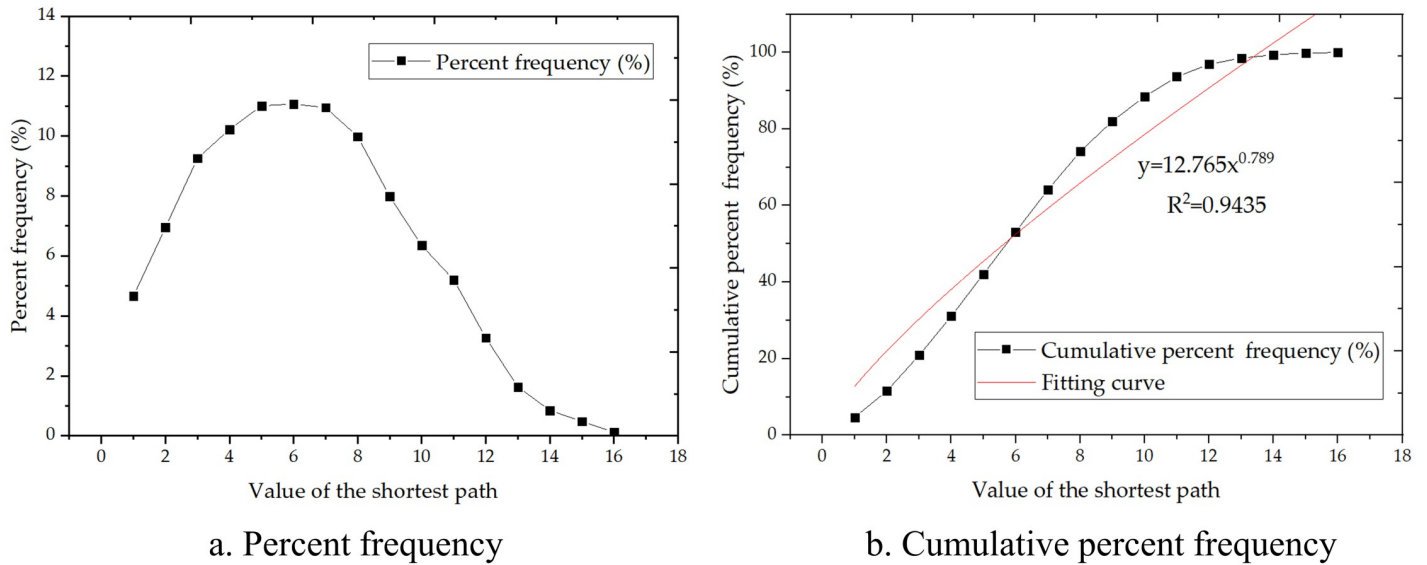 14
12
10
8
6
4
2
0
Percent frequency (%)
Percent frequency (%)
0 2 4 6 8 10 12 14 16 18
Value of the shortest path
a. Percent frequency
100
80
60
40
20
0
Cumulative percent frequency (%)
y=12.765x^0.789
R^2=0.9435
Cumulative percent frequency (%)
Fitting curve
0 2 4 6 8 10 12 14 16 18
Value of the shortest path
b. Cumulative percent frequency